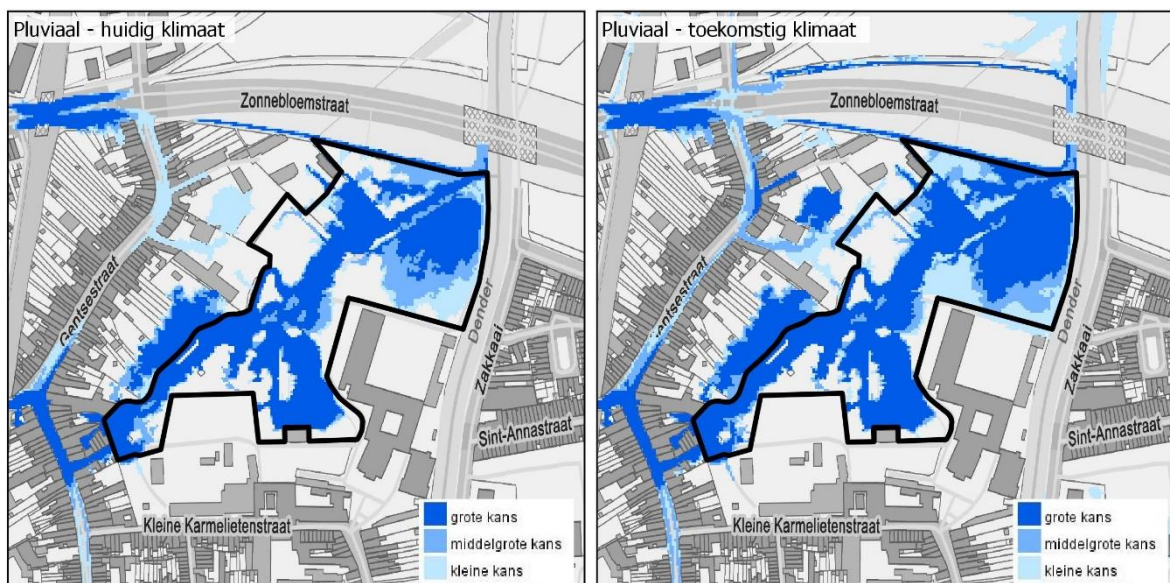 Pluviaal - huidig klimaat
Zonnebloemstraat
Gentsestraat
Dender
Zakkaai
Sint-Annastraat
Kleine Karmelietenstraat
grote kans
middelgrote kans
kleine kans
Pluviaal - toekomstig klimaat
Zonnebloemstraat
Gentsestraat
Dender
Zakkaai
Sint-Annastraat
Kleine Karmelietenstraat
grote kans
middelgrote kans
kleine kans